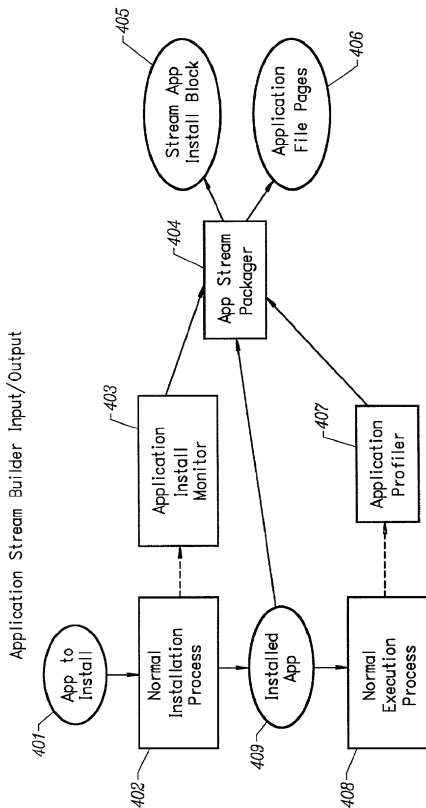 Application Stream Builder Input/Output
401
App to
Install
402
Normal
Installation
Process
403
Application
Install
Monitor
404
App Stream
Packager
405
Stream App
Install Block
406
Application
File Pages
409
Installed
App
407
Application
Profiler
408
Normal
Execution
Process